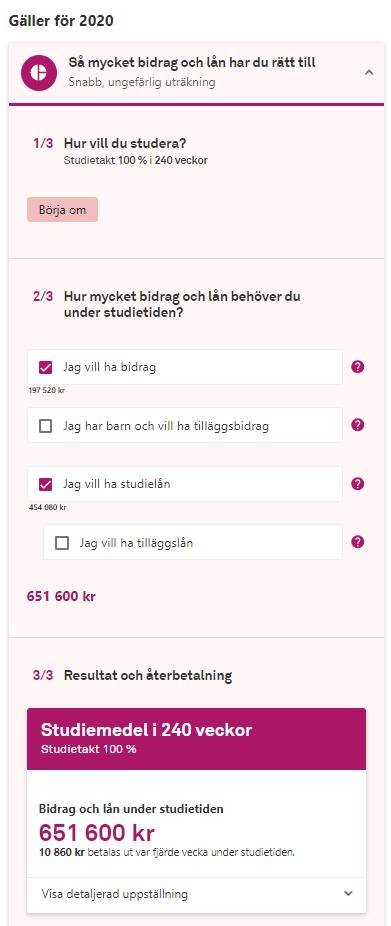 Gäller för 2020
Så mycket bidrag och lån har du rätt till
Snabb, ungefärlig uträkning
1/3 Hur vill du studera?
Studietakt 100 % i 240 veckor
Börja om
2/3 Hur mycket bidrag och lån behöver du
under studietiden?
Jag vill ha bidrag
?
197 520 kr
Jag har barn och vill ha tilläggsbidrag
?
Jag vill ha studielån
?
454 080 kr
Jag vill ha tilläggslån
?
651 600 kr
3/3 Resultat och återbetalning
Studiemedel i 240 veckor
Studietakt 100 %
Bidrag och lån under studietiden
651 600 kr
10 860 kr betalas ut var fjärde vecka under studietiden.
Visa detaljerad uppställning